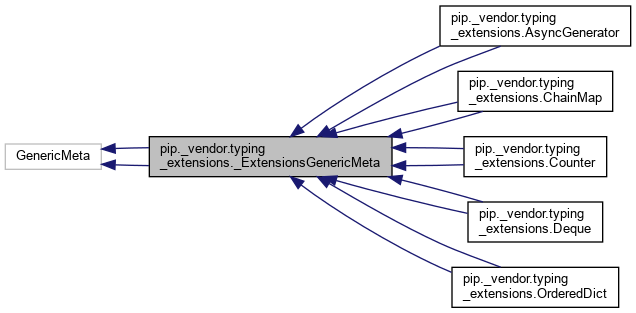 GenericMeta
pip._vendor.typing
_extensions._ExtensionsGenericMeta
pip._vendor.typing
_extensions.AsyncGenerator
pip._vendor.typing
_extensions.ChainMap
pip._vendor.typing
_extensions.Counter
pip._vendor.typing
_extensions.Deque
pip._vendor.typing
_extensions.OrderedDict